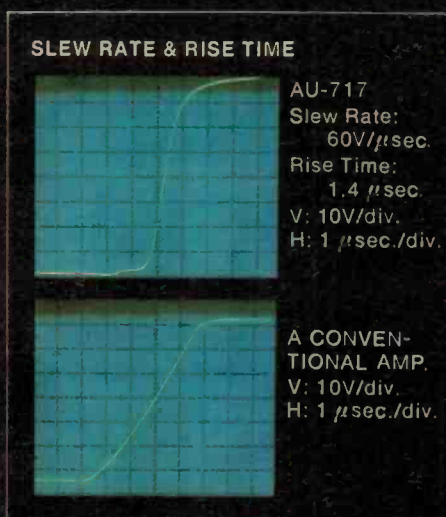 SLEW RATE & RISE TIME
AU-717
Slew Rate:
60V/μsec.
Rise Time:
1.4 μsec.
V: 10V/div.
H: 1 μsec./div.
A CONVEN-
TIONAL AMP.
V: 10V/div.
H: 1 μsec./div.